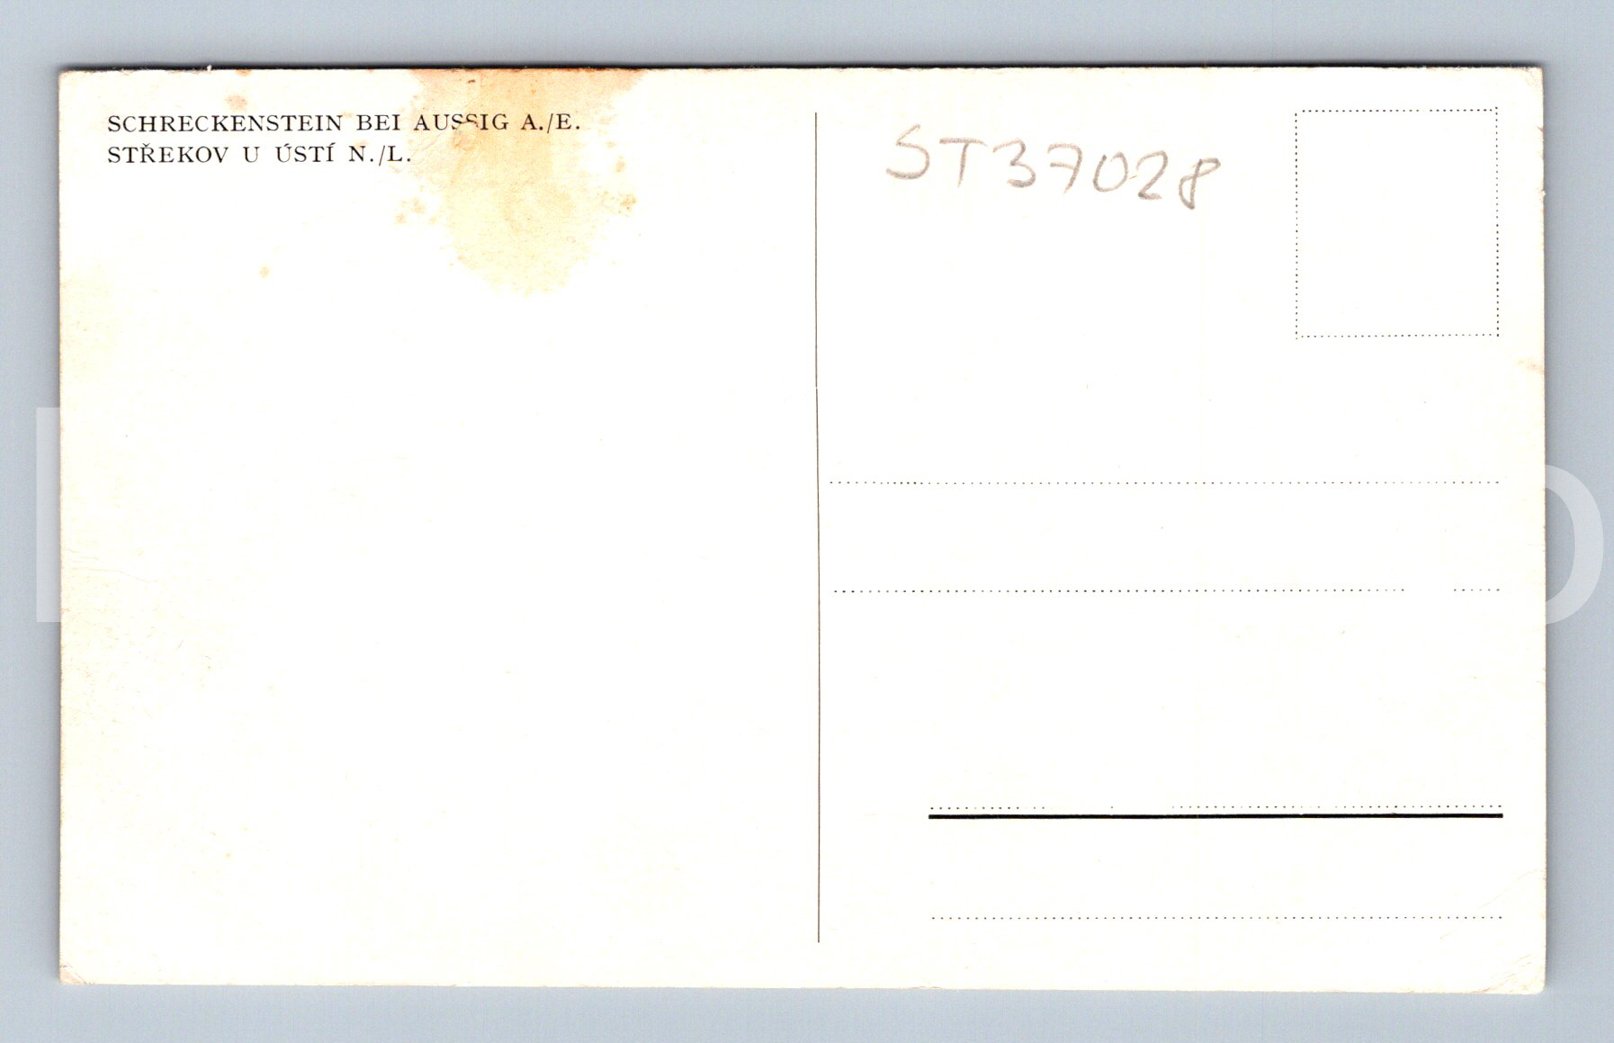 SCHRECKENSTEIN BEI AUSSIG A./E.
STŘEKOV U ÚSTÍ N./L.
ST37028